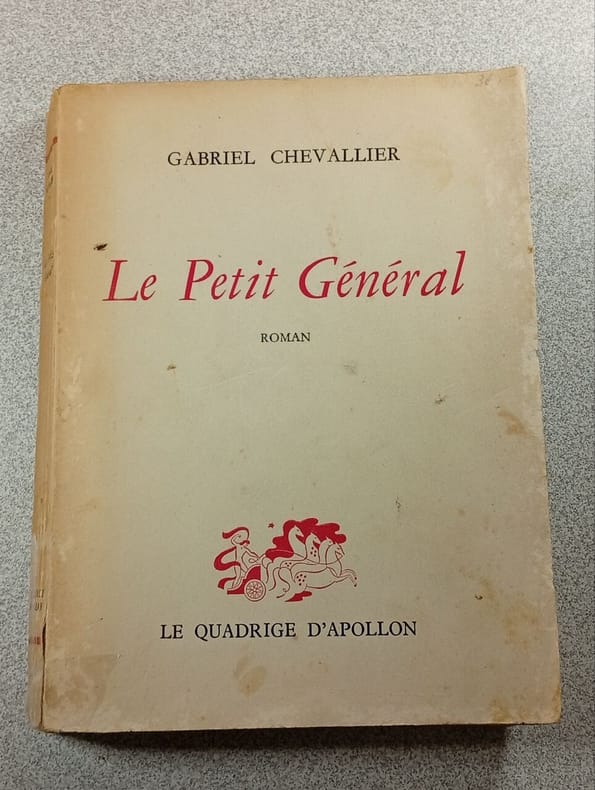 GABRIEL CHEVALLIER
Le Petit Général
ROMAN
LE QUADRIGE D'APOLLON